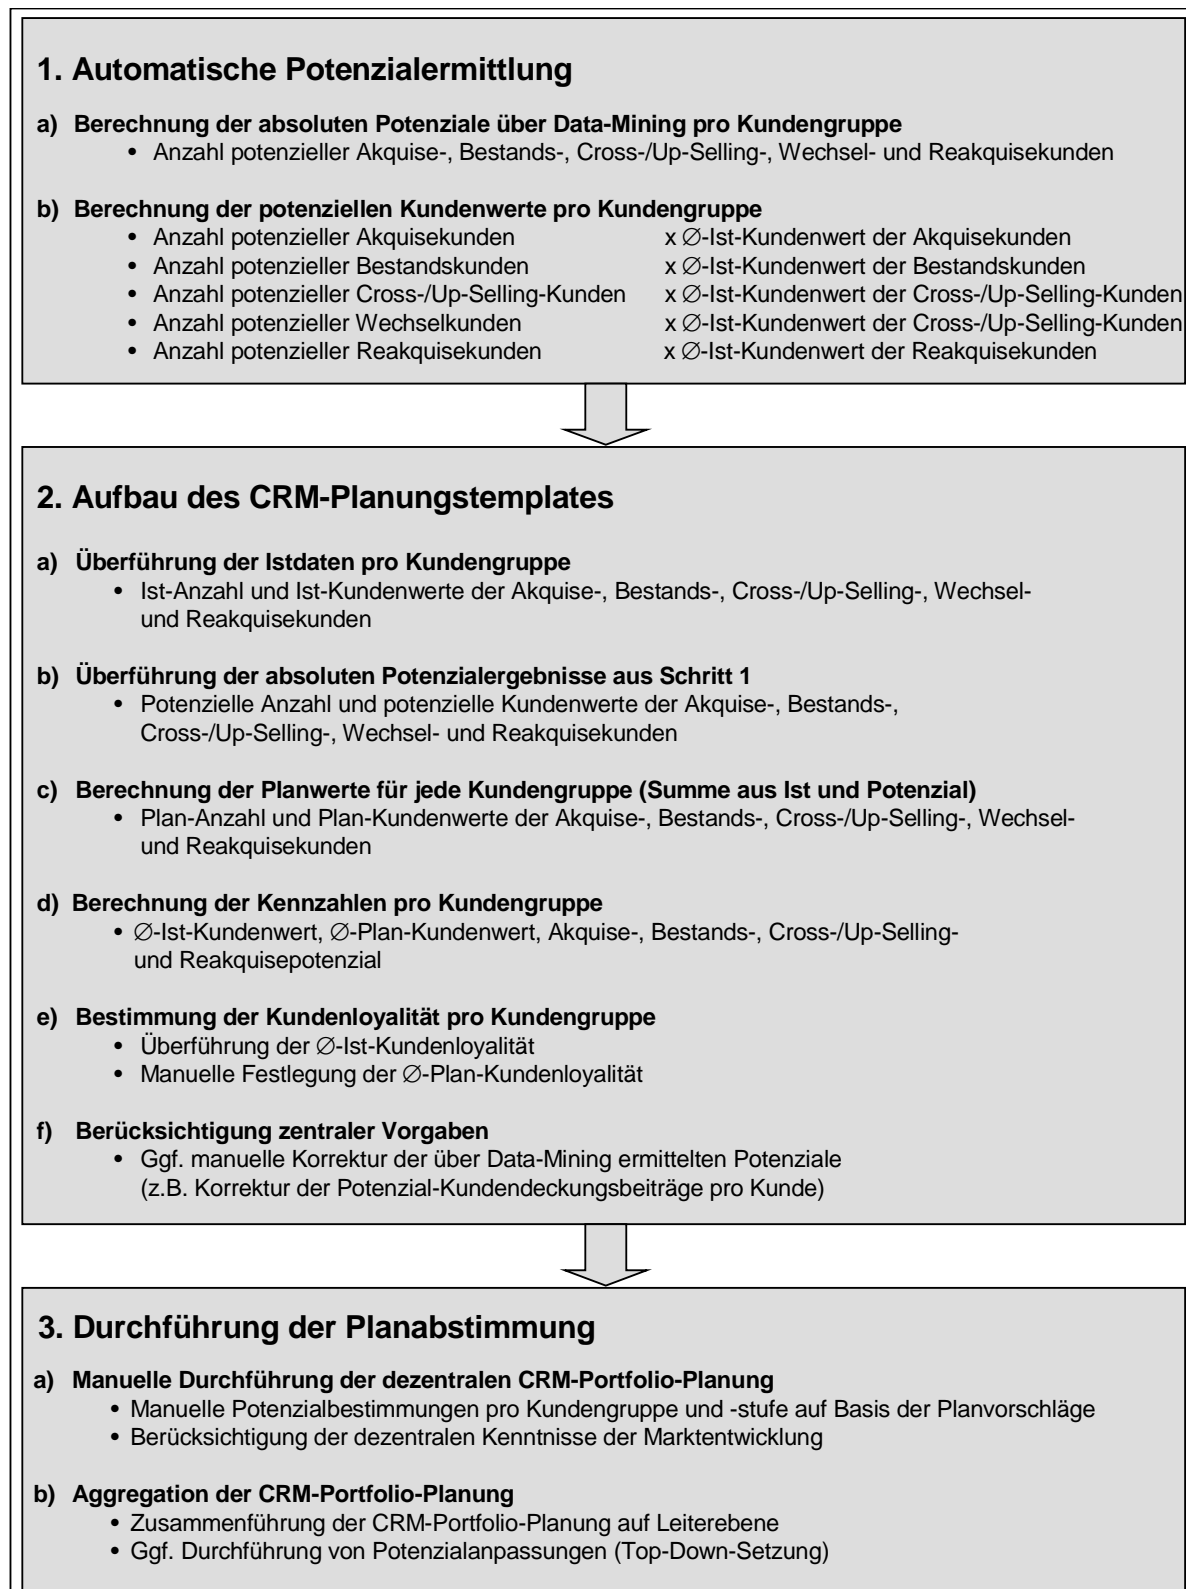 1. Automatische Potenzialermittlung
a) Berechnung der absoluten Potenziale über Data-Mining pro Kundengruppe
• Anzahl potenzieller Akquise-, Bestands-, Cross-/Up-Selling-, Wechsel- und Reakquisekunden
b) Berechnung der potenziellen Kundenwerte pro Kundengruppe
• Anzahl potenzieller Akquisekunden x ∅-Ist-Kundenwert der Akquisekunden
• Anzahl potenzieller Bestandskunden x ∅-Ist-Kundenwert der Bestandskunden
• Anzahl potenzieller Cross-/Up-Selling-Kunden x ∅-Ist-Kundenwert der Cross-/Up-Selling-Kunden
• Anzahl potenzieller Wechselkunden x ∅-Ist-Kundenwert der Cross-/Up-Selling-Kunden
• Anzahl potenzieller Reakquisekunden x ∅-Ist-Kundenwert der Reakquisekunden
2. Aufbau des CRM-Planungstemplates
a) Überführung der Istdaten pro Kundengruppe
• Ist-Anzahl und Ist-Kundenwerte der Akquise-, Bestands-, Cross-/Up-Selling-, Wechsel-
und Reakquisekunden
b) Überführung der absoluten Potenzialergebnisse aus Schritt 1
• Potenzielle Anzahl und potenzielle Kundenwerte der Akquise-, Bestands-,
Cross-/Up-Selling-, Wechsel- und Reakquisekunden
c) Berechnung der Planwerte für jede Kundengruppe (Summe aus Ist und Potenzial)
• Plan-Anzahl und Plan-Kundenwerte der Akquise-, Bestands-, Cross-/Up-Selling-, Wechsel-
und Reakquisekunden
d) Berechnung der Kennzahlen pro Kundengruppe
• ∅-Ist-Kundenwert, ∅-Plan-Kundenwert, Akquise-, Bestands-, Cross-/Up-Selling-
und Reakquisepotenzial
e) Bestimmung der Kundenloyalität pro Kundengruppe
• Überführung der ∅-Ist-Kundenloyalität
• Manuelle Festlegung der ∅-Plan-Kundenloyalität
f) Berücksichtigung zentraler Vorgaben
• Ggf. manuelle Korrektur der über Data-Mining ermittelten Potenziale
(z.B. Korrektur der Potenzial-Kundendeckungsbeiträge pro Kunde)
3. Durchführung der Planabstimmung
a) Manuelle Durchführung der dezentralen CRM-Portfolio-Planung
• Manuelle Potenzialbestimmungen pro Kundengruppe und -stufe auf Basis der Planvorschläge
• Berücksichtigung der dezentralen Kenntnisse der Marktentwicklung
b) Aggregation der CRM-Portfolio-Planung
• Zusammenführung der CRM-Portfolio-Planung auf Leiterebene
• Ggf. Durchführung von Potenzialanpassungen (Top-Down-Setzung)